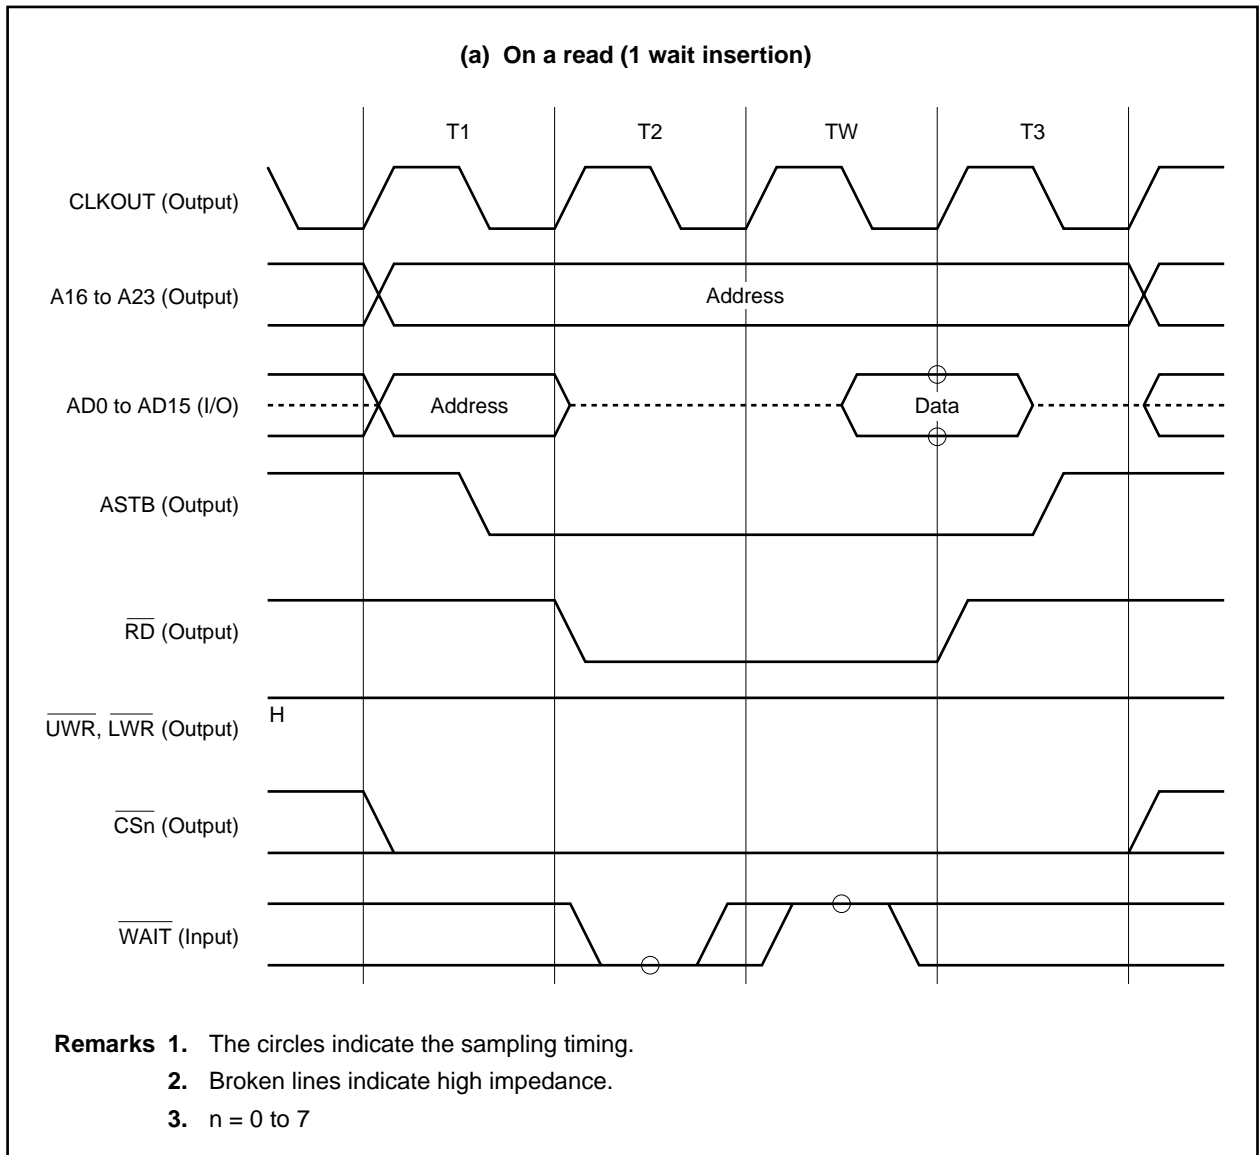 (a) On a read (1 wait insertion)
T1 T2 TW T3
CLKOUT (Output)
A16 to A23 (Output) Address
AD0 to AD15 (I/O) Address Data
ASTB (Output)
RD (Output)
UWR, LWR (Output) H
CSn (Output)
WAIT (Input)
Remarks 1. The circles indicate the sampling timing.
2. Broken lines indicate high impedance.
3. n = 0 to 7